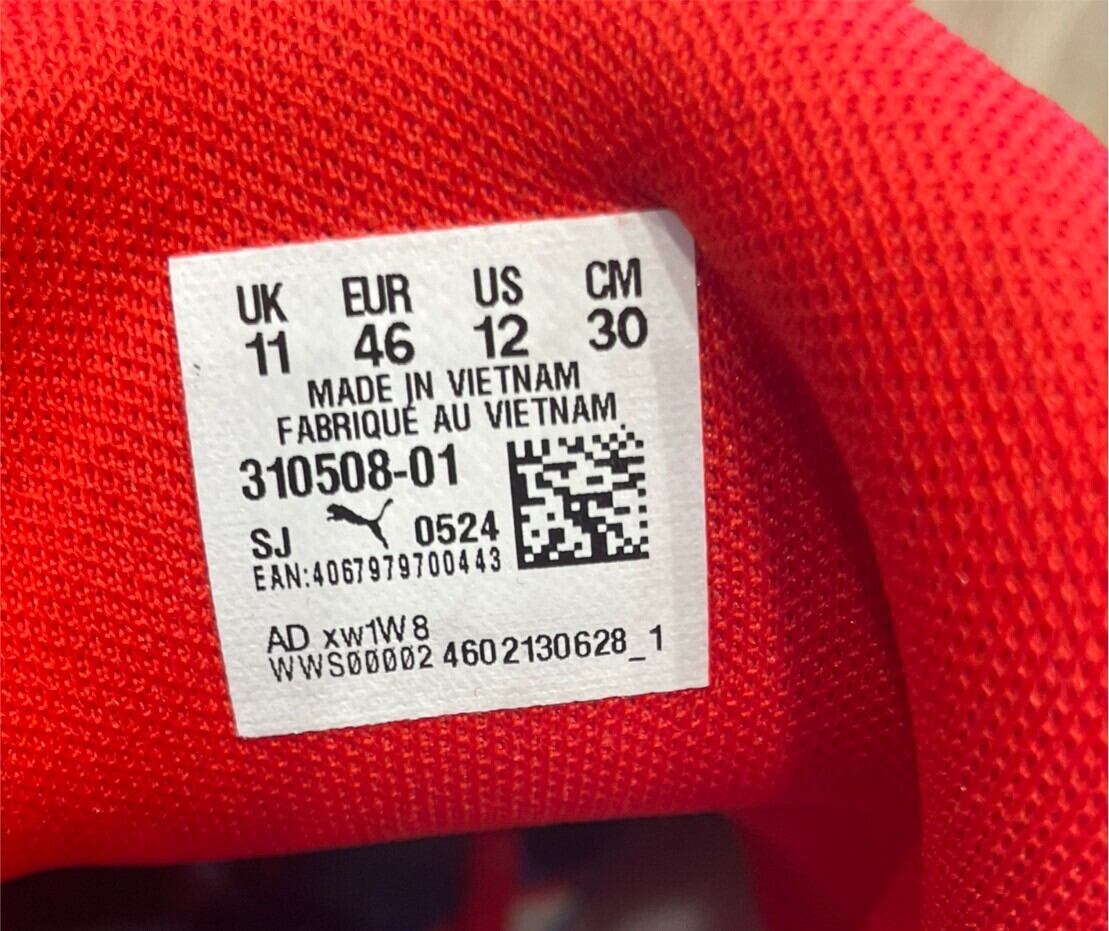 UK EUR US CM
11 46 12 30
MADE IN VIETNAM
FABRIQUÉ AU VIETNAM
310508-01
SJ 0524
EAN:4067979700443
AD xw1W8
WWS00002 4602130628_1